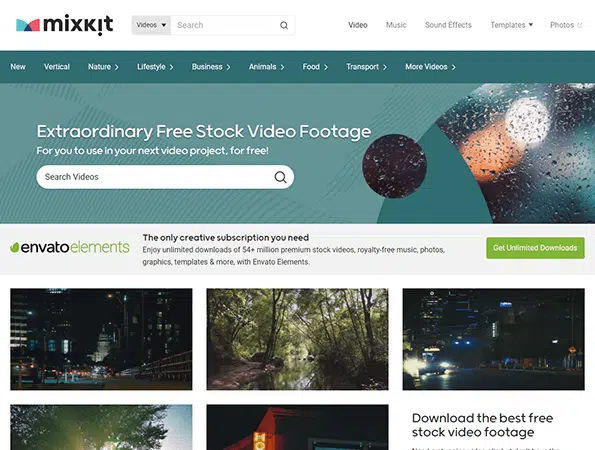 mixkit
Videos Search
Video Music Sound Effects Templates Photos
New Vertical Nature Lifestyle Business Animals Food Transport More Videos
Extraordinary Free Stock Video Footage
For you to use in your next video project, for free!
Search Videos
envatoelements
The only creative subscription you need
Enjoy unlimited downloads of 54+ million premium stock videos, royalty-free music, photos,
graphics, templates & more, with Envato Elements.
Get Unlimited Downloads
Download the best free
stock video footage